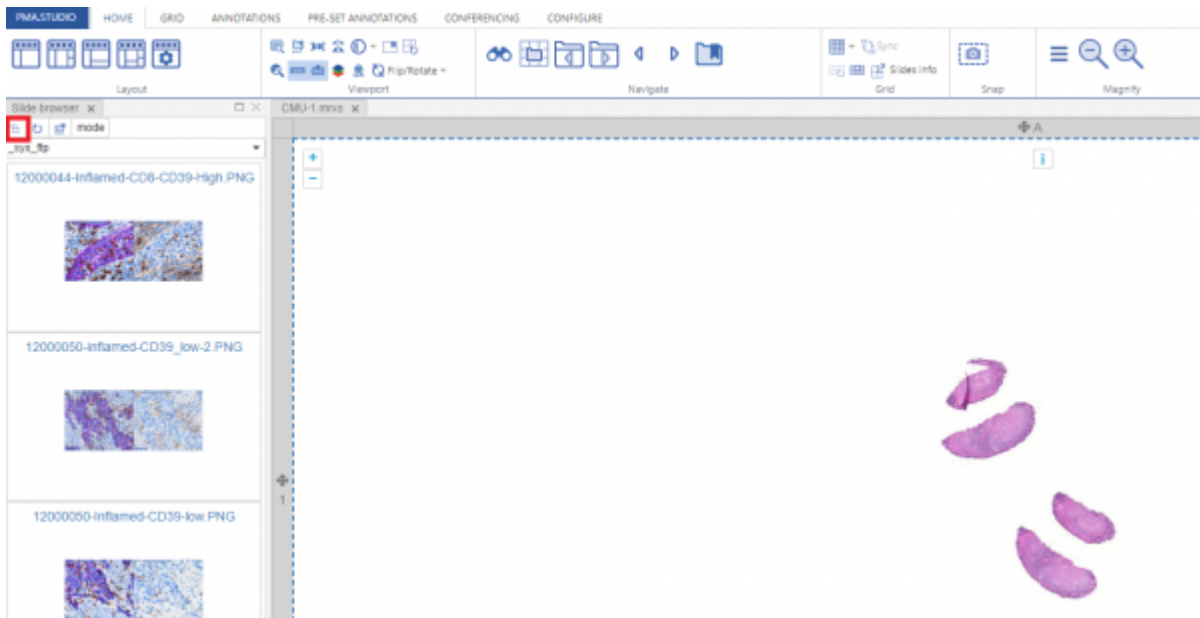 PMA.STUDIO HOME GRID ANNOTATIONS PRE-SET ANNOTATIONS CONFERENCING CONFIGURE
Sync
Flip/Rotate Slides info
Layout Viewport Navigate Grid Snap Magnify
Slide browser x CMU-1.mrxs x
mode
A
_sys_ftp
12000044-Inflamed-CD8-CD39-High.PNG
12000050-inflamed-CD39_low-2.PNG
1
12000050-Inflamed-CD39-low.PNG